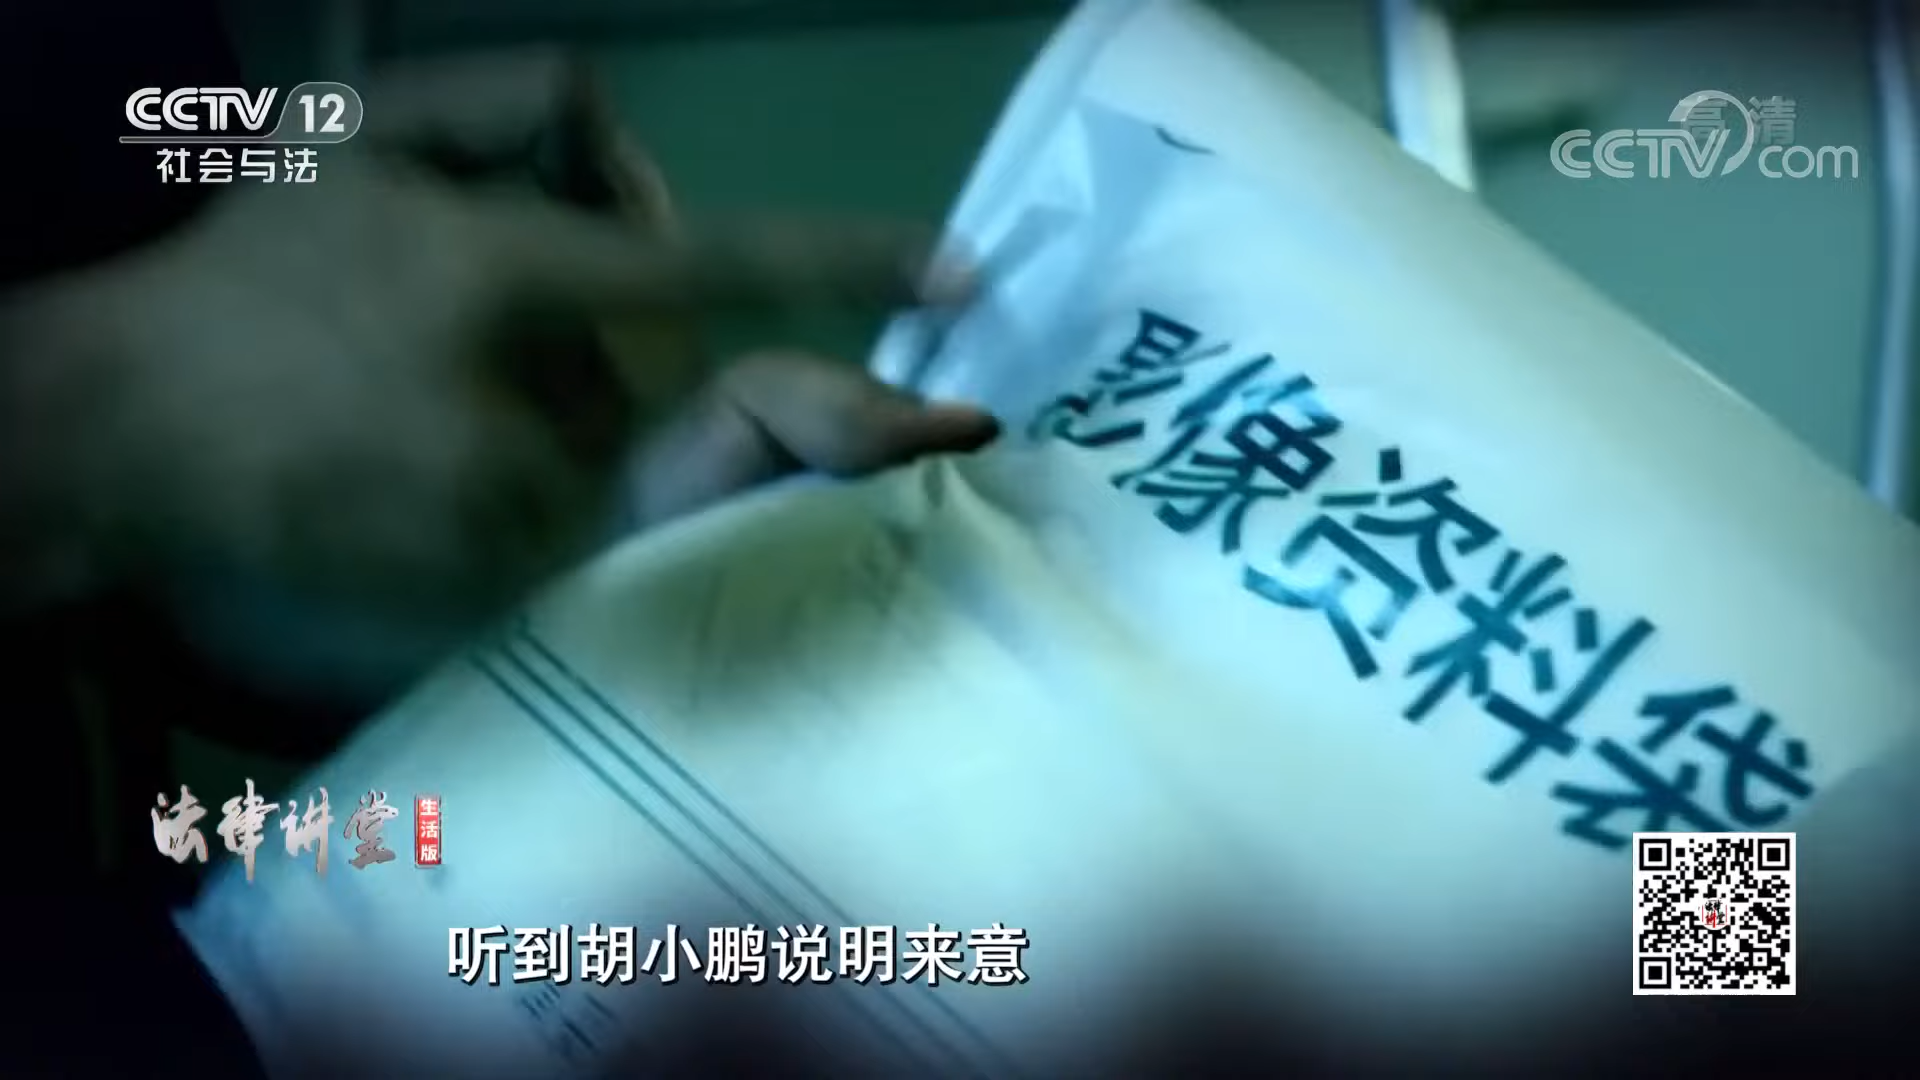 CCTV 12
社会与法
高清
CCTV.com
影像资料袋
法律讲堂
生活版
听到胡小鹏说明来意